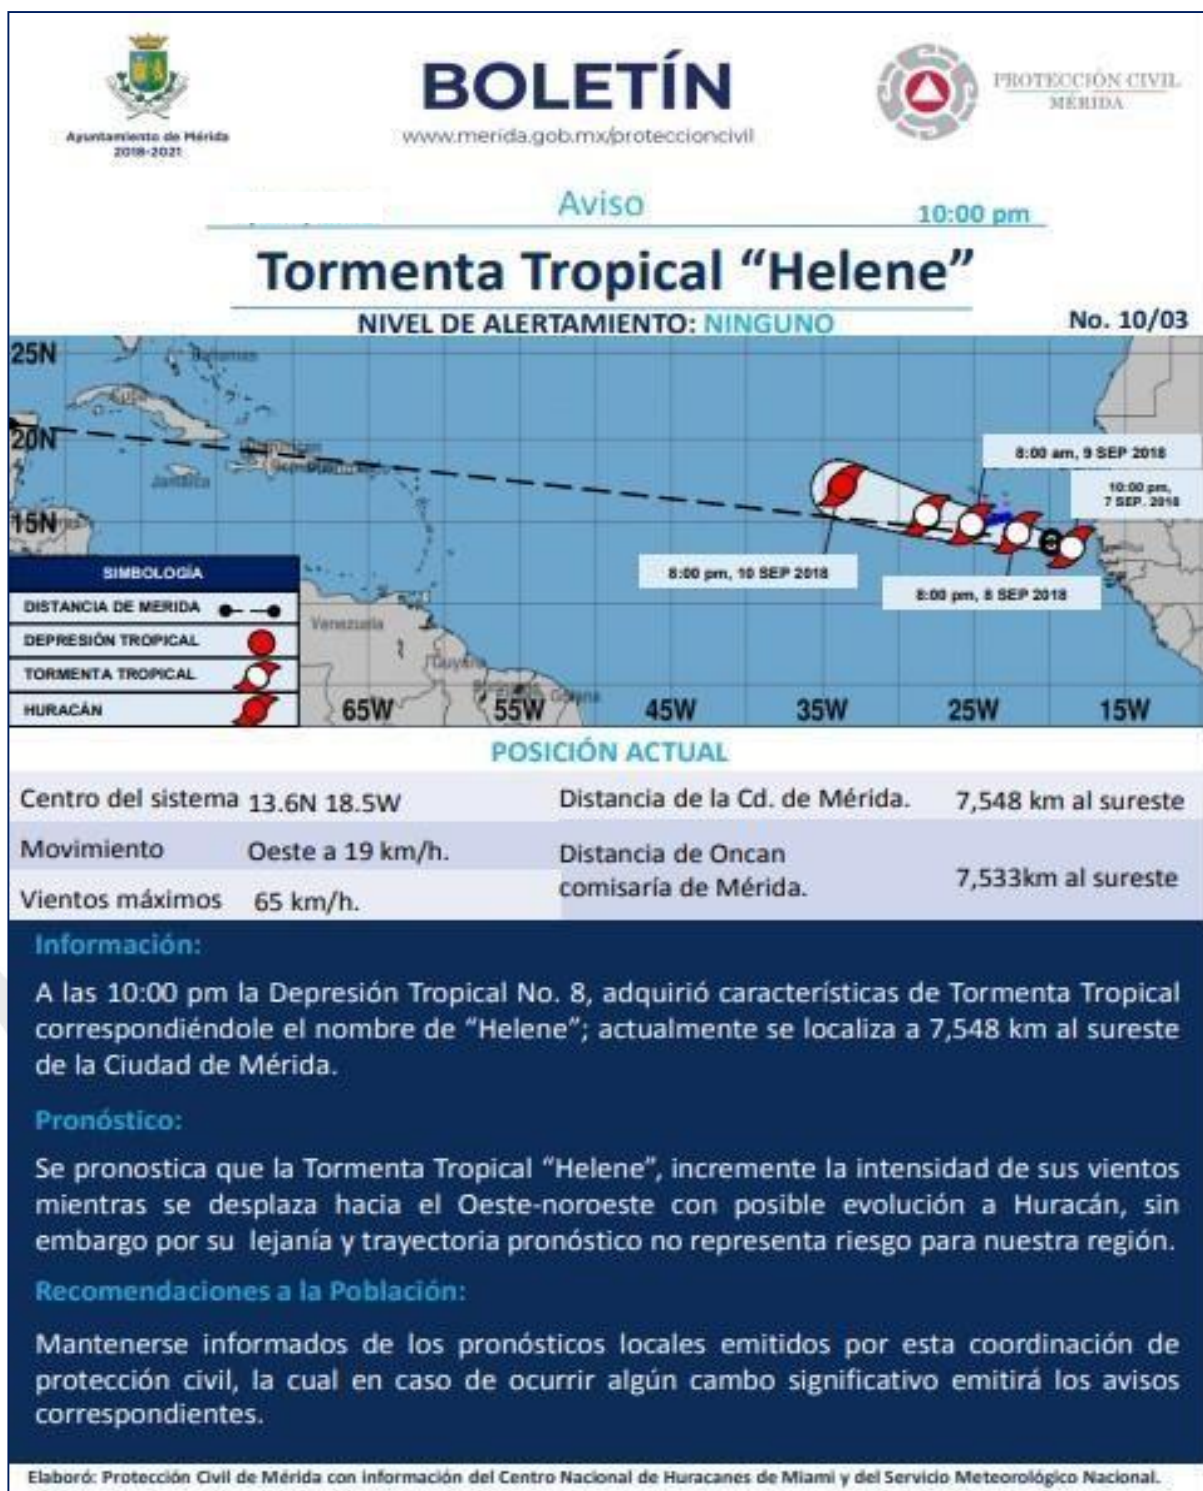 Ayuntamiento de Mérida
2018-2021
BOLETÍN
www.merida.gob.mx/proteccioncivil
PROTECCIÓN CIVIL
MÉRIDA
Aviso
10:00 pm
Tormenta Tropical “Helene”
NIVEL DE ALERTAMIENTO: NINGUNO
No. 10/03
25N
Bahamas
Cuba
20N
Jamaica
15N
8:00 am, 9 SEP 2018
10:00 pm,
7 SEP. 2018
8:00 pm, 10 SEP 2018
8:00 pm, 8 SEP 2018
SIMBOLOGÍA
DISTANCIA DE MERIDA
DEPRESIÓN TROPICAL
TORMENTA TROPICAL
HURACÁN
Venezuela
Guyana
65W
55W
45W
35W
25W
15W
POSICIÓN ACTUAL
Centro del sistema 13.6N 18.5W
Distancia de la Cd. de Mérida. 7,548 km al sureste
Movimiento Oeste a 19 km/h.
Distancia de Oncan
comisaría de Mérida. 7,533km al sureste
Vientos máximos 65 km/h.
Información:
A las 10:00 pm la Depresión Tropical No. 8, adquirió características de Tormenta Tropical
correspondiéndole el nombre de “Helene”; actualmente se localiza a 7,548 km al sureste
de la Ciudad de Mérida.
Pronóstico:
Se pronostica que la Tormenta Tropical “Helene”, incremente la intensidad de sus vientos
mientras se desplaza hacia el Oeste-noroeste con posible evolución a Huracán, sin
embargo por su lejanía y trayectoria pronóstico no representa riesgo para nuestra región.
Recomendaciones a la Población:
Mantenerse informados de los pronósticos locales emitidos por esta coordinación de
protección civil, la cual en caso de ocurrir algún cambo significativo emitirá los avisos
correspondientes.
Elaboró: Protección Civil de Mérida con información del Centro Nacional de Huracanes de Miami y del Servicio Meteorológico Nacional.